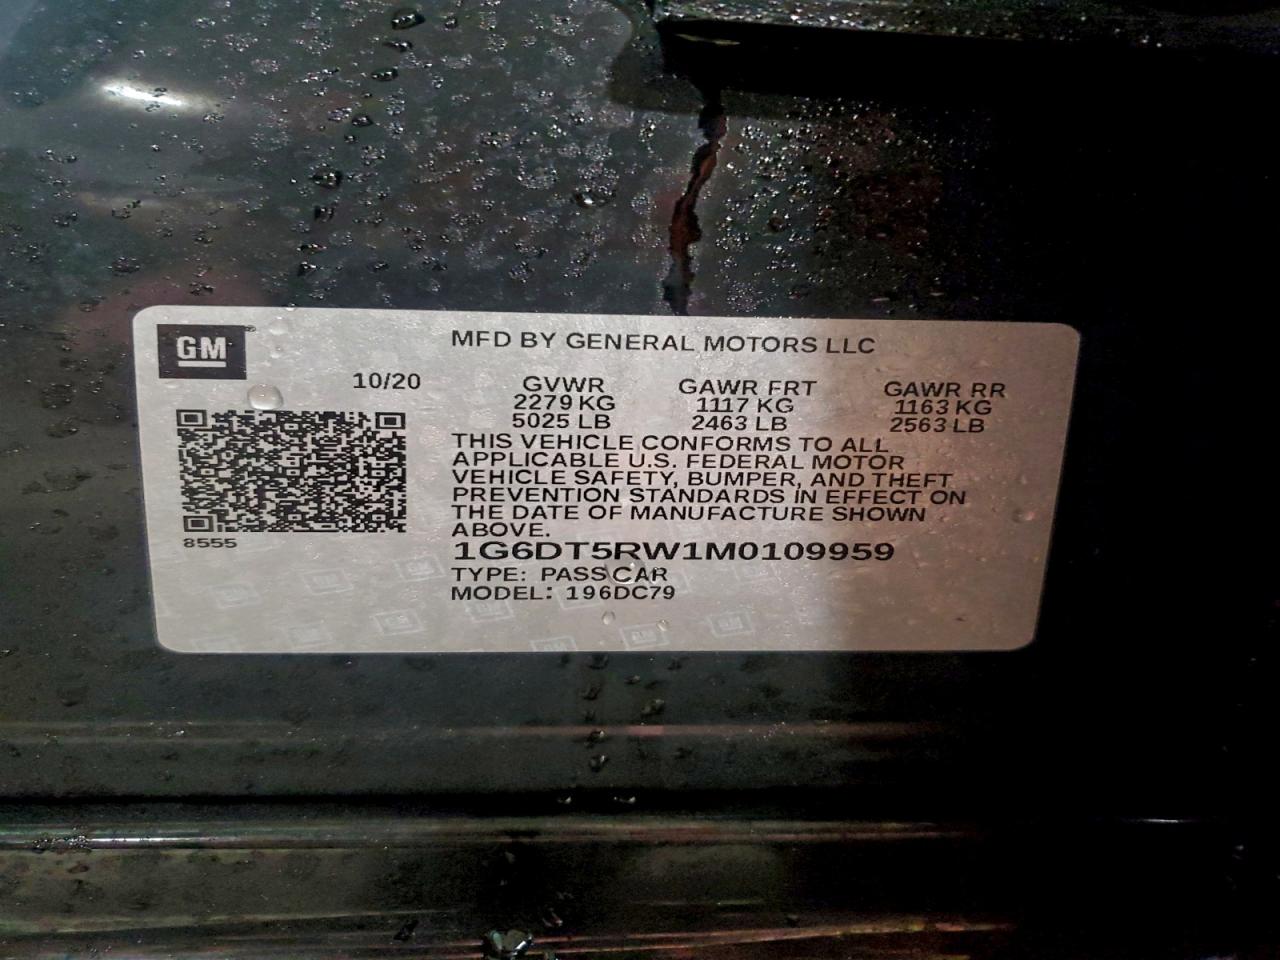 GM
MFD BY GENERAL MOTORS LLC
10/20
GVWR GAWR FRT GAWR RR
2279 KG 1117 KG 1163 KG
5025 LB 2463 LB 2563 LB
THIS VEHICLE CONFORMS TO ALL
APPLICABLE U.S. FEDERAL MOTOR
VEHICLE SAFETY, BUMPER, AND THEFT
PREVENTION STANDARDS IN EFFECT ON
THE DATE OF MANUFACTURE SHOWN
ABOVE.
8555
1G6DT5RW1M0109959
TYPE: PASS CAR
MODEL: 196DC79